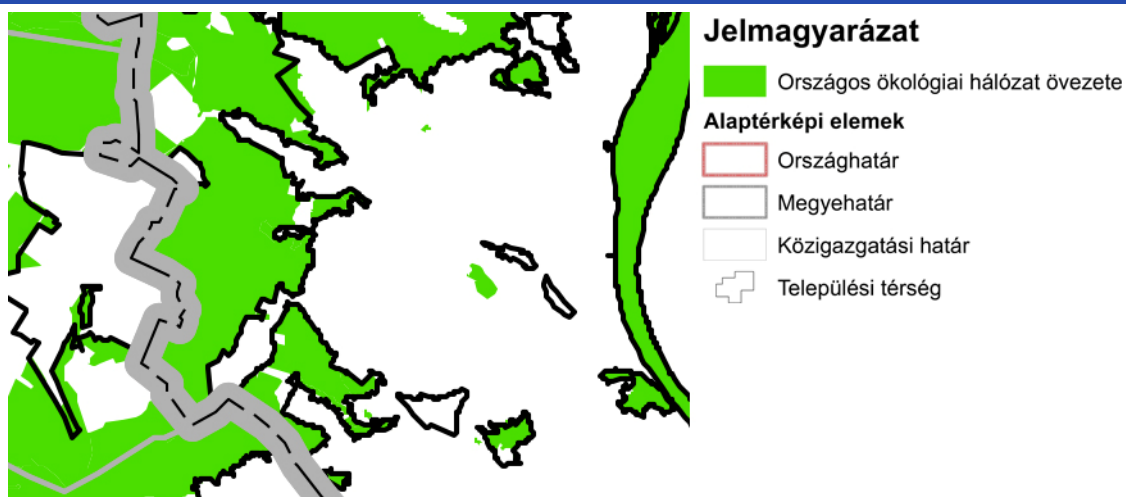 Jelmagyarázat
Országos ökológiai hálózat övezete
Alaptérképi elemek
Országhatár
Megyehatár
Közigazgatási határ
Települési térség